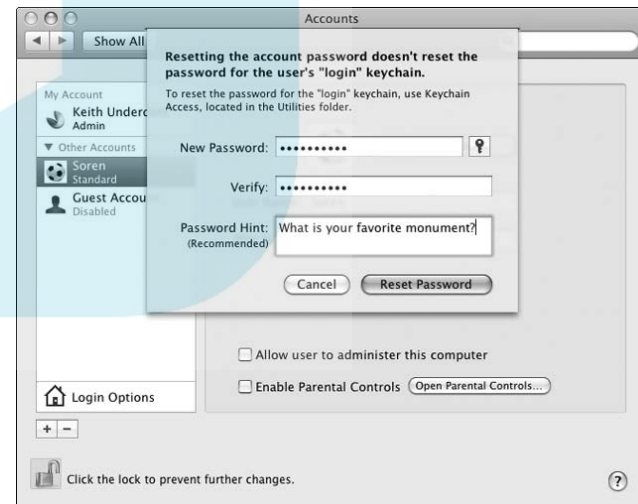 Accounts
Show All
Resetting the account password doesn't reset the
password for the user's "login" keychain.
To reset the password for the "login" keychain, use Keychain
Access, located in the Utilities folder.
New Password: ••••••••••
Verify: ••••••••••
Password Hint: What is your favorite monument?
(Recommended)
Cancel Reset Password
My Account
Keith
Admin
Other Accounts
Soren
Standard
Guest
Disabled
Login Options
Allow user to administer this computer
Enable Parental Controls Open Parental Controls...
+ −
Click the lock to prevent further changes. ?